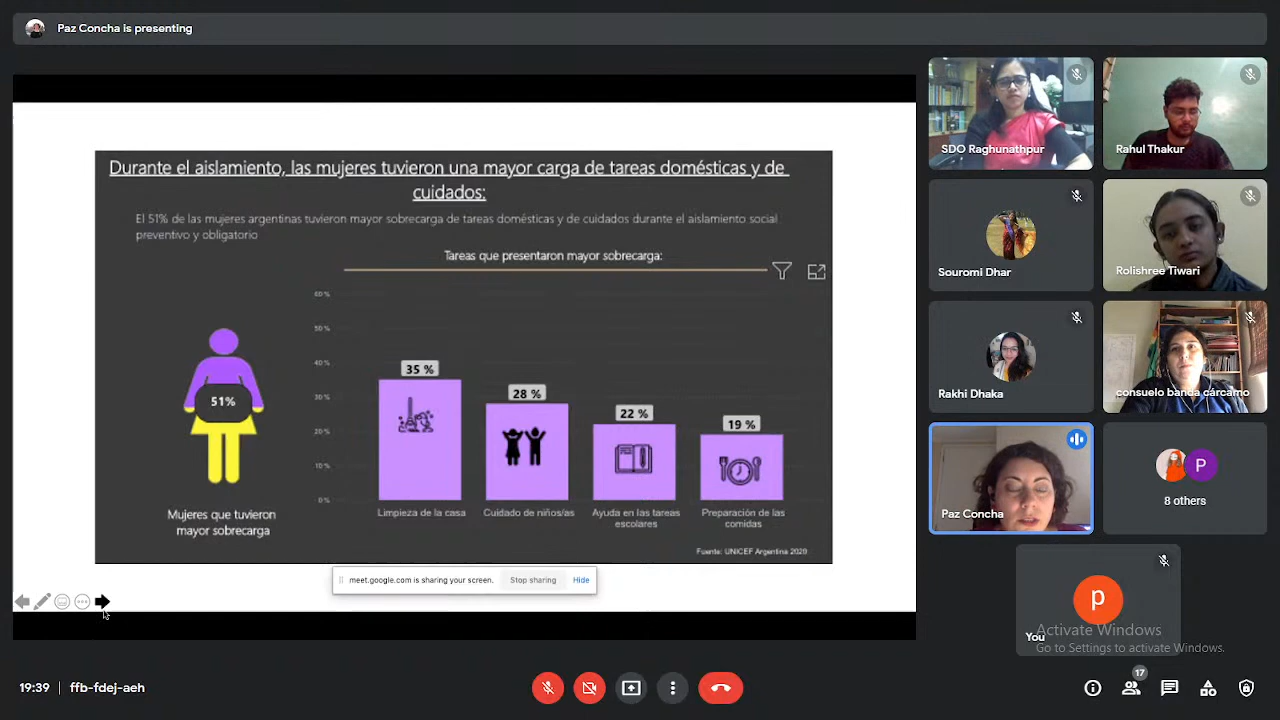 Paz Concha is presenting
Durante el aislamiento, las mujeres tuvieron una mayor carga de tareas domésticas y de
cuidados:
El 51% de las mujeres argentinas tuvieron mayor sobrecarga de tareas domésticas y de cuidados durante el aislamiento social
preventivo y obligatorio
Tareas que presentaron mayor sobrecarga:
60 %
50 %
40 %
30 %
20 %
10 %
0 %
35 %
28 %
22 %
19 %
51%
Mujeres que tuvieron
mayor sobrecarga
Limpieza de la casa
Cuidado de niños/as
Ayuda en las tareas
escolares
Preparación de las
comidas
Fuente: UNICEF Argentina 2020
meet.google.com is sharing your screen.
Stop sharing
Hide
SDO Raghunathpur
Rahul Thakur
Souromi Dhar
Rolishree Tiwari
Rakhi Dhaka
consuelo banda cárcamo
Paz Concha
P
8 others
p
You
Activate Windows
Go to Settings to activate Windows.
19:39
ffb-fdej-aeh
17